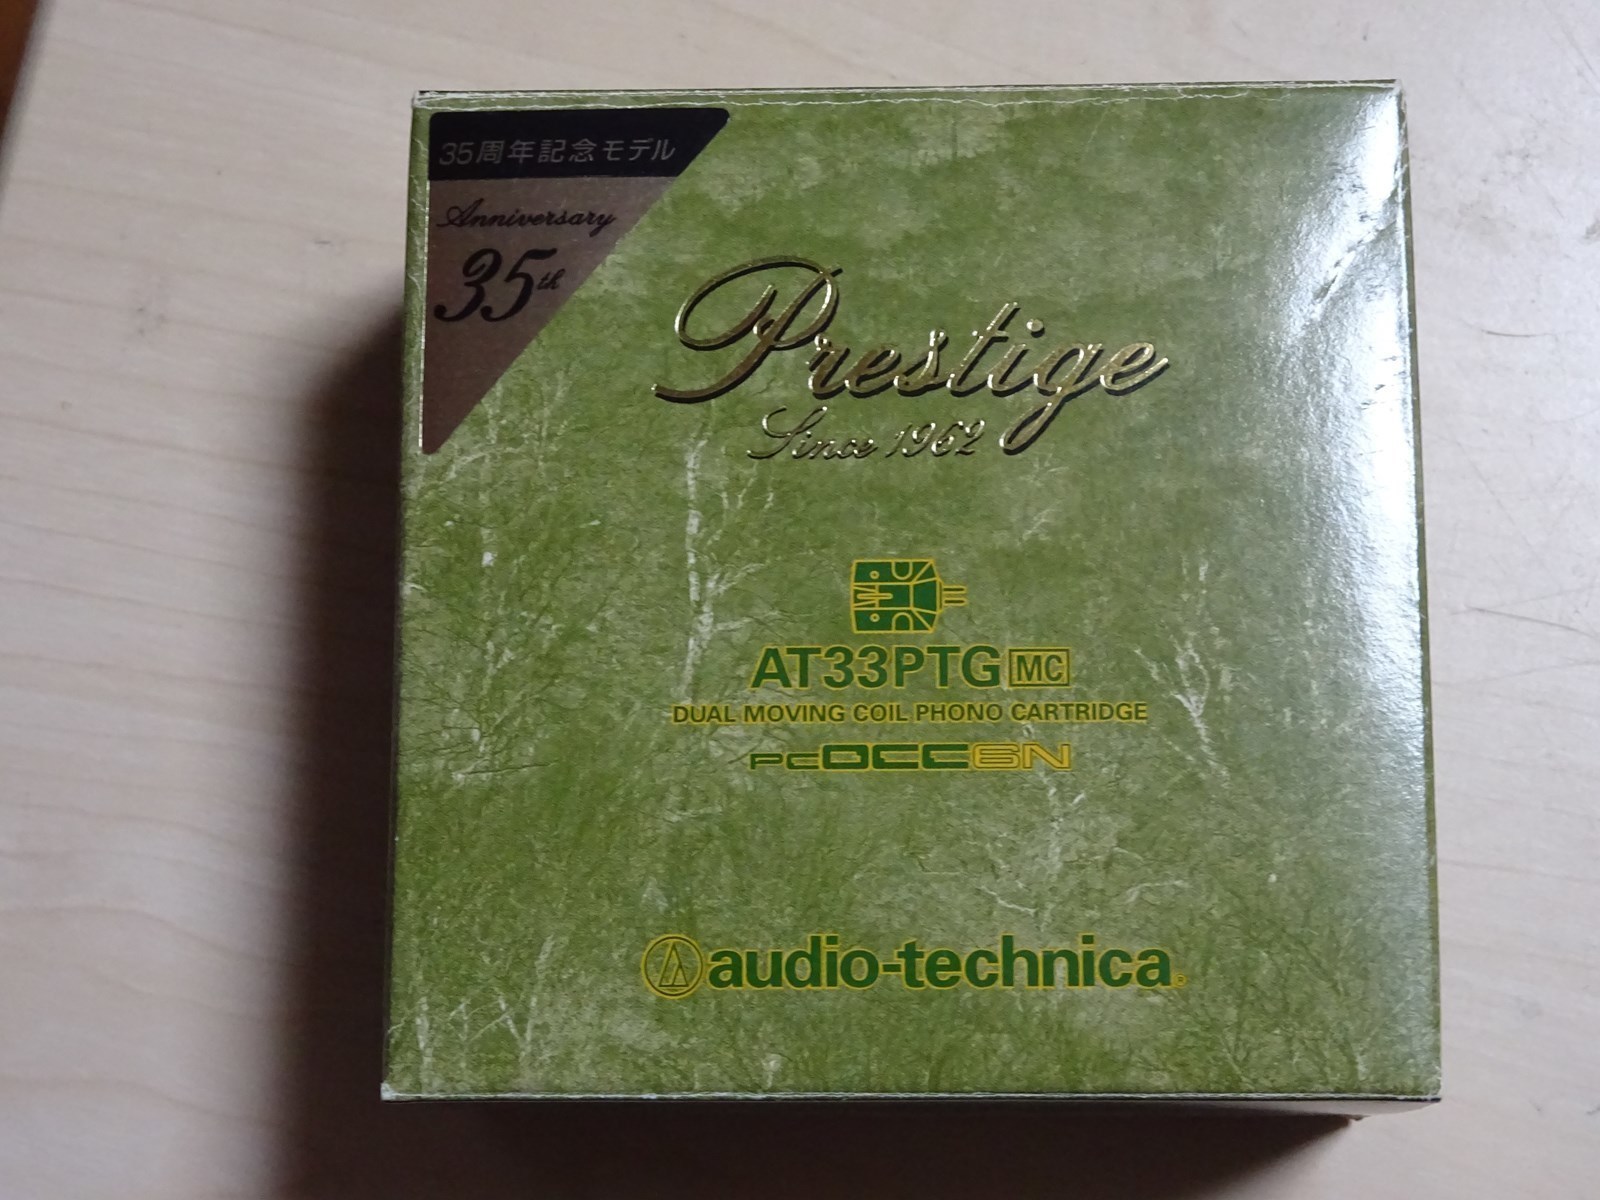 35周年記念モデル
Anniversary
35th
Prestige
Since 1962
AT33PTG MC
DUAL MOVING COIL PHONO CARTRIDGE
PCOCC6N
audio-technica®